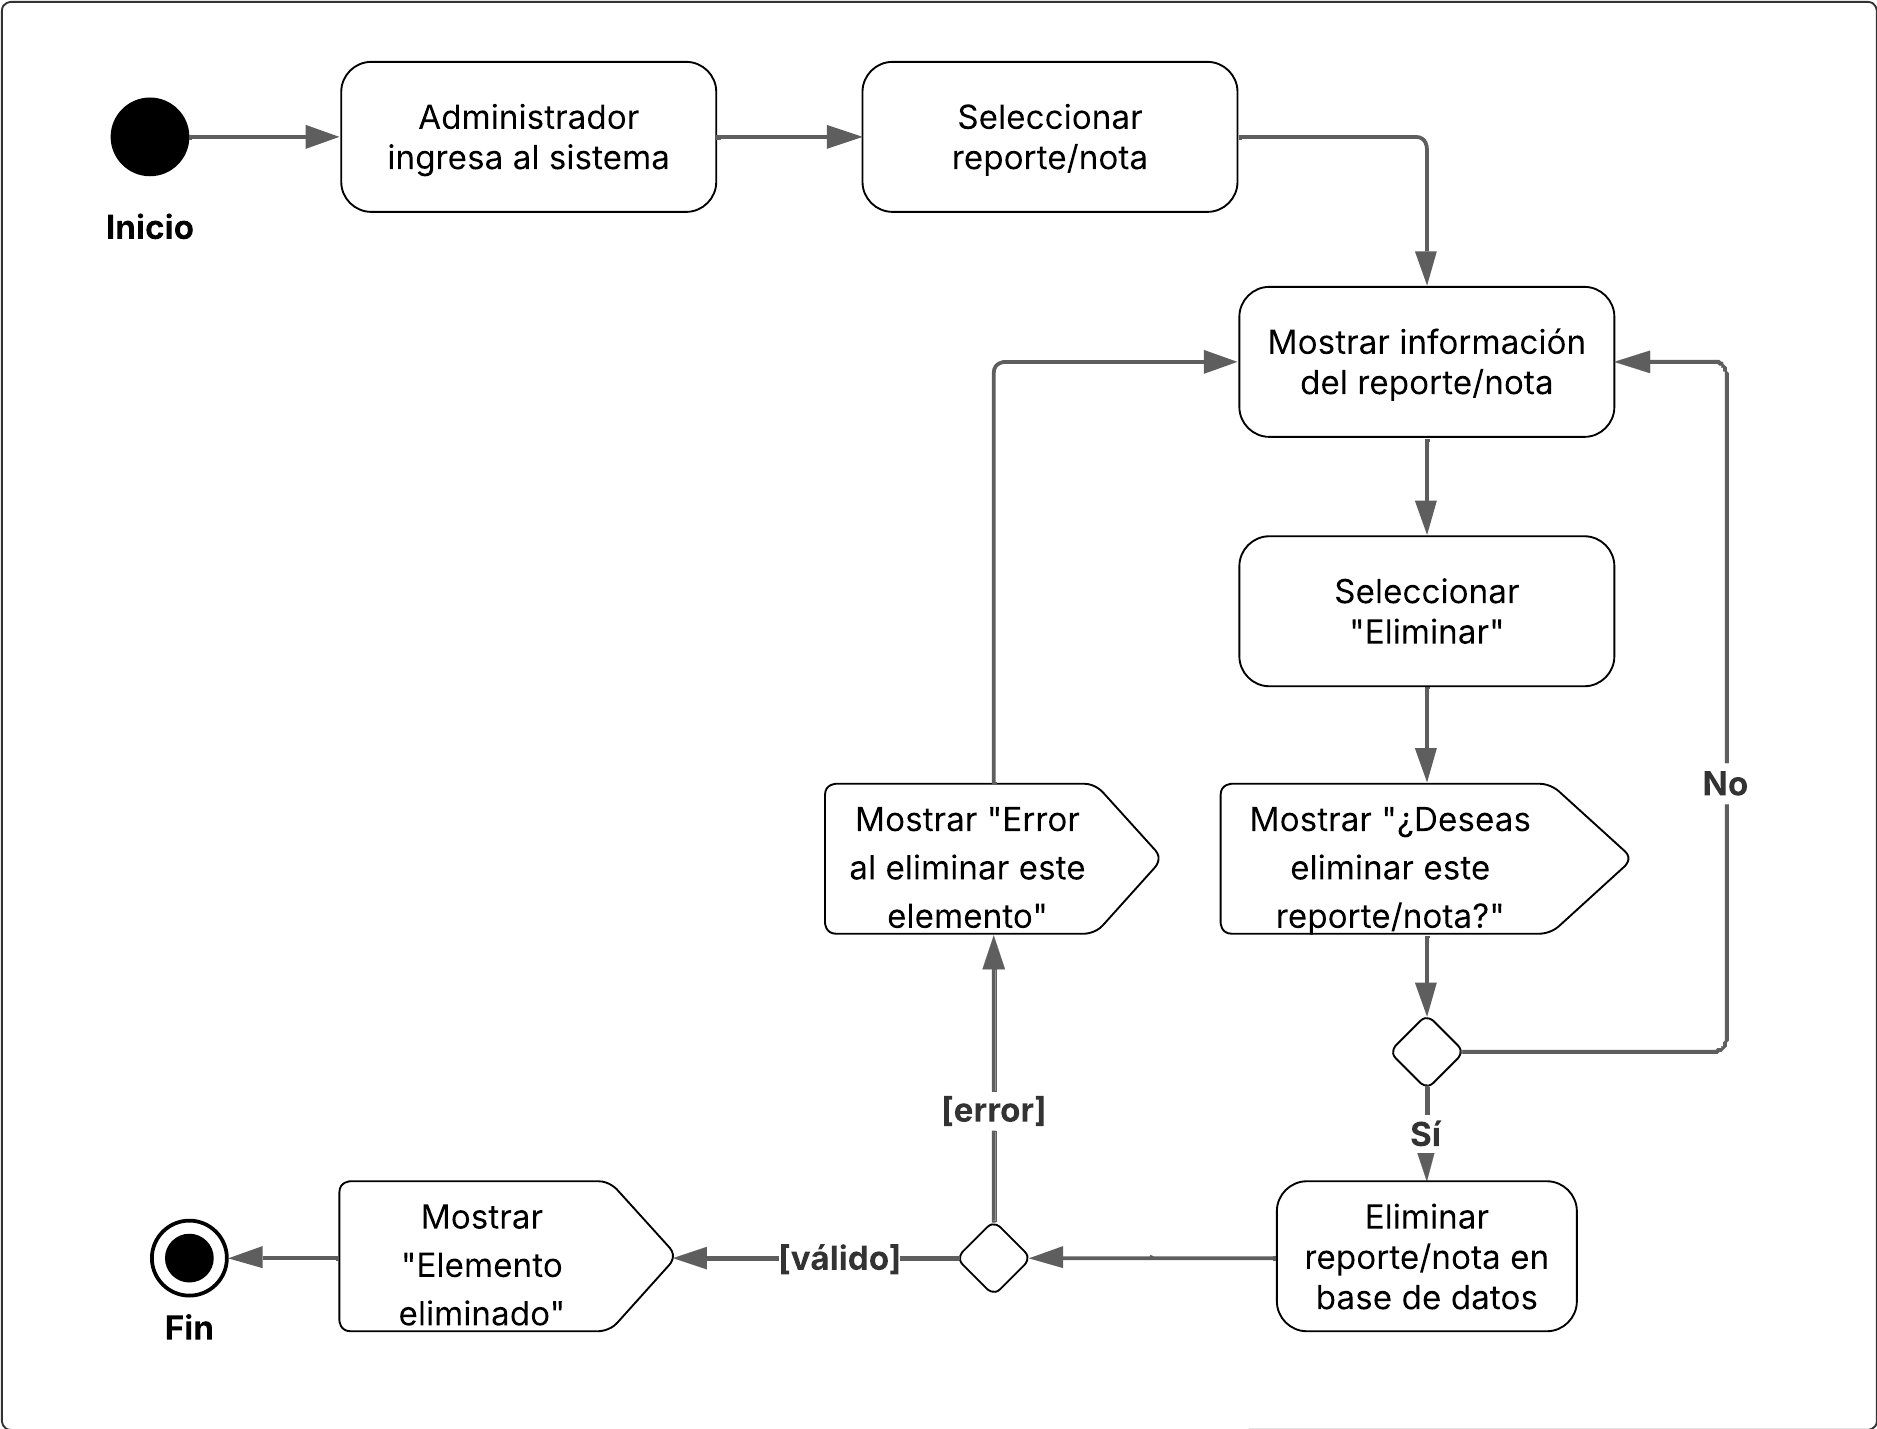 Inicio
Administrador
ingresa al sistema
Seleccionar
reporte/nota
Mostrar información
del reporte/nota
Seleccionar
"Eliminar"
Mostrar "¿Deseas
eliminar este
reporte/nota?"
No
Sí
Eliminar
reporte/nota en
base de datos
[error]
Mostrar "Error
al eliminar este
elemento"
[válido]
Mostrar
"Elemento
eliminado"
Fin